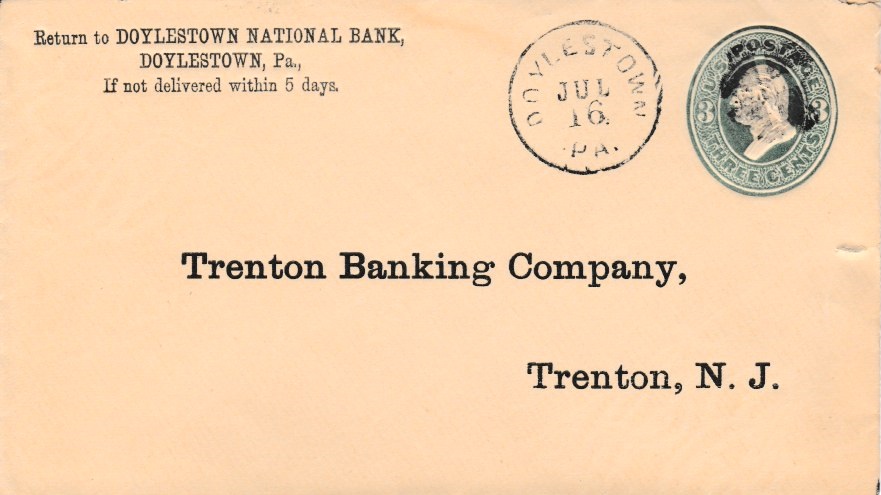 Return to DOYLESTOWN NATIONAL BANK,
DOYLESTOWN, Pa.,
If not delivered within 5 days.
DOYLESTOWN
JUL
16
PA.
U.S. POSTAGE
3 3
THREE CENTS
Trenton Banking Company,
Trenton, N. J.